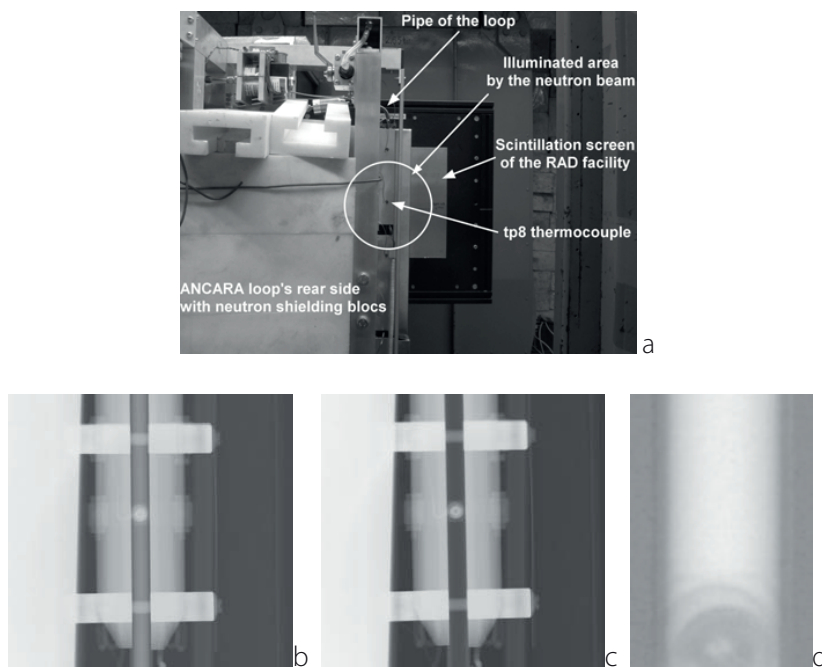 Pipe of the loop
Illuminated area
by the neutron beam
Scintillation screen
of the RAD facility
tp8 thermocouple
ANCARA loop's rear side
with neutron shielding blocs
a
b
c
d